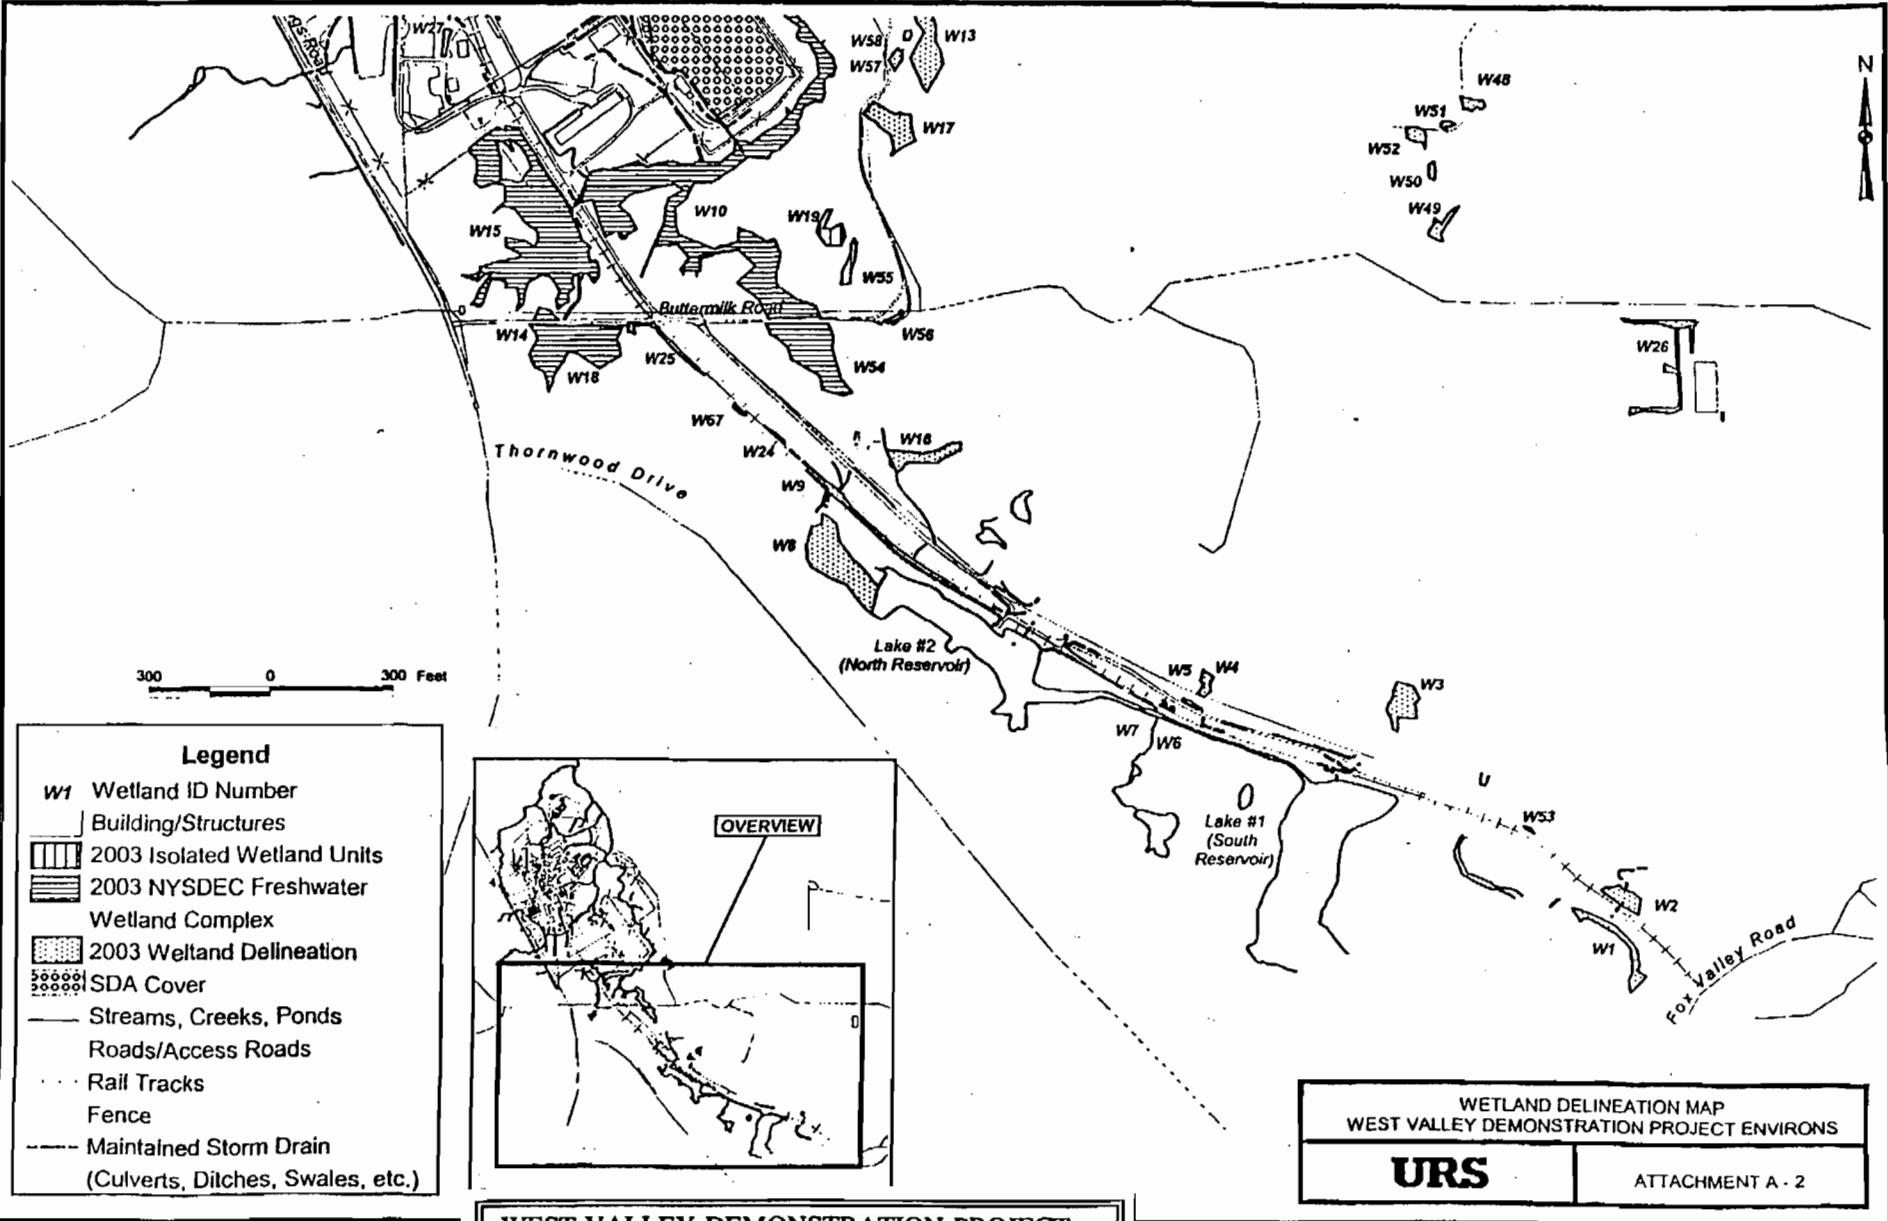 W27
W58
W57
W13
W17
W48
W51
W52
W50
W49
N
W10
W19
W15
W55
Buttermilk Road
W14
W56
W25
W18
W54
W26
W67
W24
W16
Thornwood Drive
W9
W8
Lake #2
(North Reservoir)
W5
W4
W3
W7
W6
Lake #1
(South
Reservoir)
W53
W2
W1
Fox Valley Road
300 0 300 Feet
Legend
W1 Wetland ID Number
Building/Structures
2003 Isolated Wetland Units
2003 NYSDEC Freshwater
Wetland Complex
2003 Weltand Delineation
SDA Cover
Streams, Creeks, Ponds
Roads/Access Roads
Rail Tracks
Fence
Maintained Storm Drain
(Culverts, Ditches, Swales, etc.)
OVERVIEW
WETLAND DELINEATION MAP
WEST VALLEY DEMONSTRATION PROJECT ENVIRONS
URS
ATTACHMENT A - 2
WEST VALLEY DEMONSTRATION PROJECT